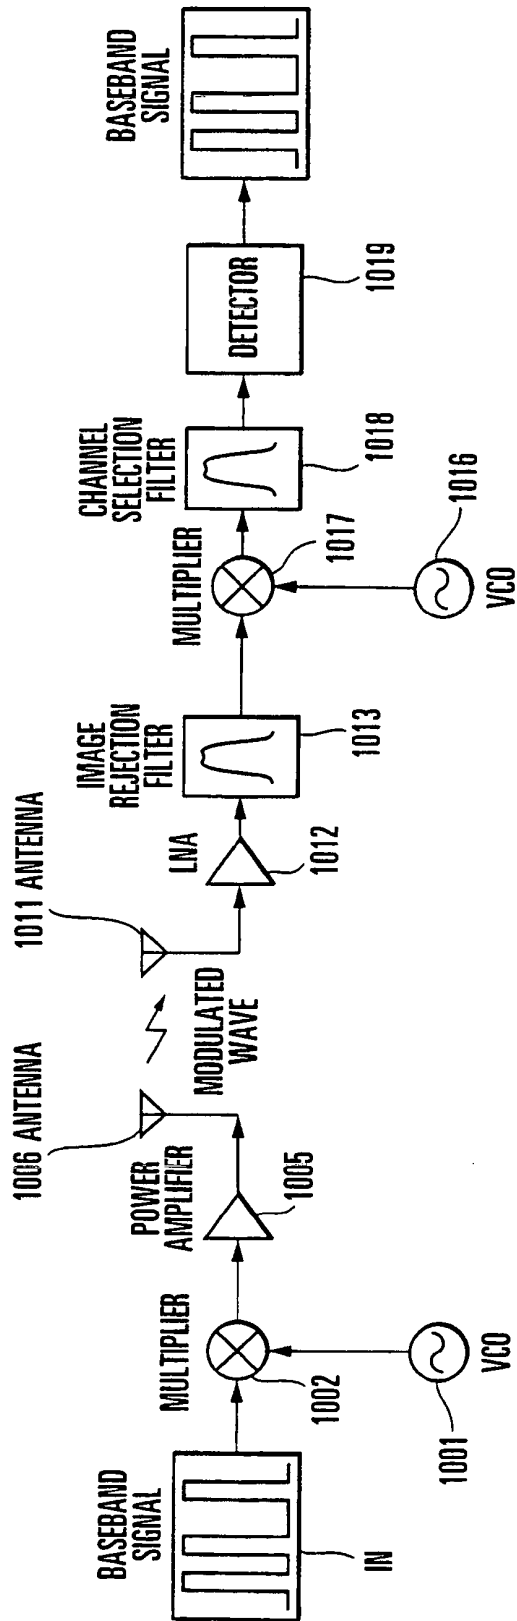 BASEBAND
SIGNAL
IN
MULTIPLIER
1002
1001
VCO
POWER
AMPLIFIER
1005
1006 ANTENNA
MODULATED
WAVE
1011 ANTENNA
LNA
1012
IMAGE
REJECTION
FILTER
1013
MULTIPLIER
1017
1016
VCO
CHANNEL
SELECTION
FILTER
1018
DETECTOR
1019
BASEBAND
SIGNAL